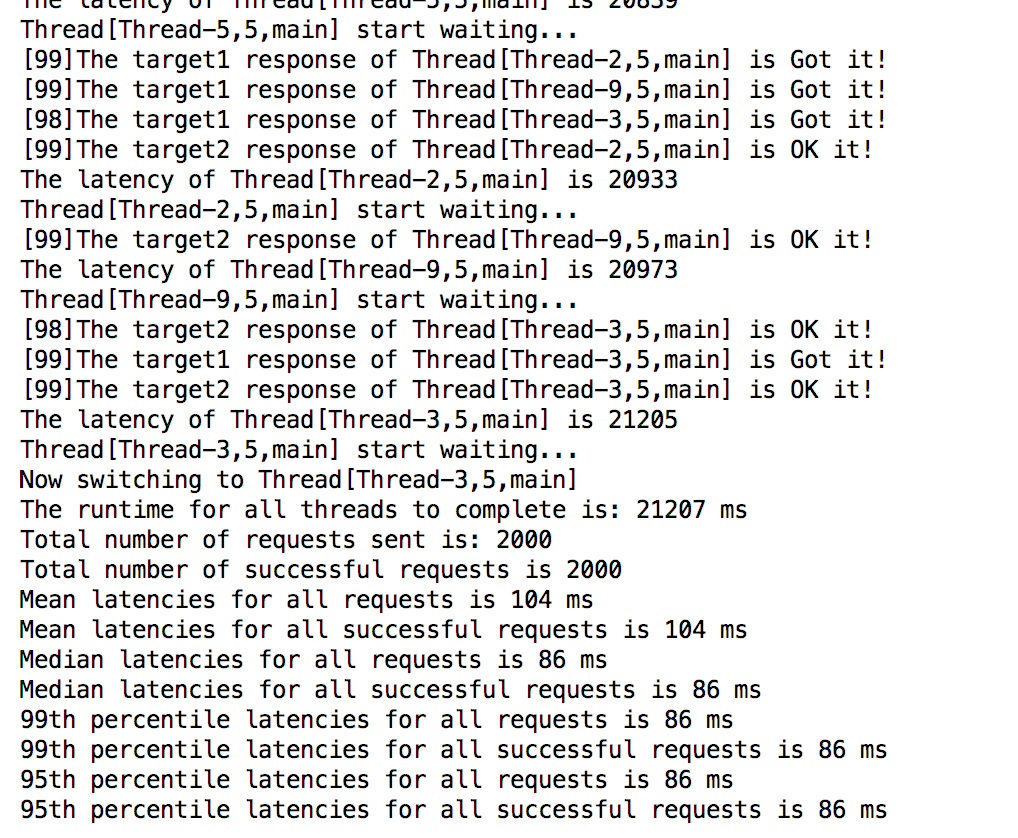 The latency of Thread[Thread-5,5,main] is 20839
Thread[Thread-5,5,main] start waiting...
[99]The target1 response of Thread[Thread-2,5,main] is Got it!
[99]The target1 response of Thread[Thread-9,5,main] is Got it!
[98]The target1 response of Thread[Thread-3,5,main] is Got it!
[99]The target2 response of Thread[Thread-2,5,main] is OK it!
The latency of Thread[Thread-2,5,main] is 20933
Thread[Thread-2,5,main] start waiting...
[99]The target2 response of Thread[Thread-9,5,main] is OK it!
The latency of Thread[Thread-9,5,main] is 20973
Thread[Thread-9,5,main] start waiting...
[98]The target2 response of Thread[Thread-3,5,main] is OK it!
[99]The target1 response of Thread[Thread-3,5,main] is Got it!
[99]The target2 response of Thread[Thread-3,5,main] is OK it!
The latency of Thread[Thread-3,5,main] is 21205
Thread[Thread-3,5,main] start waiting...
Now switching to Thread[Thread-3,5,main]
The runtime for all threads to complete is: 21207 ms
Total number of requests sent is: 2000
Total number of successful requests is 2000
Mean latencies for all requests is 104 ms
Mean latencies for all successful requests is 104 ms
Median latencies for all requests is 86 ms
Median latencies for all successful requests is 86 ms
99th percentile latencies for all requests is 86 ms
99th percentile latencies for all successful requests is 86 ms
95th percentile latencies for all requests is 86 ms
95th percentile latencies for all successful requests is 86 ms